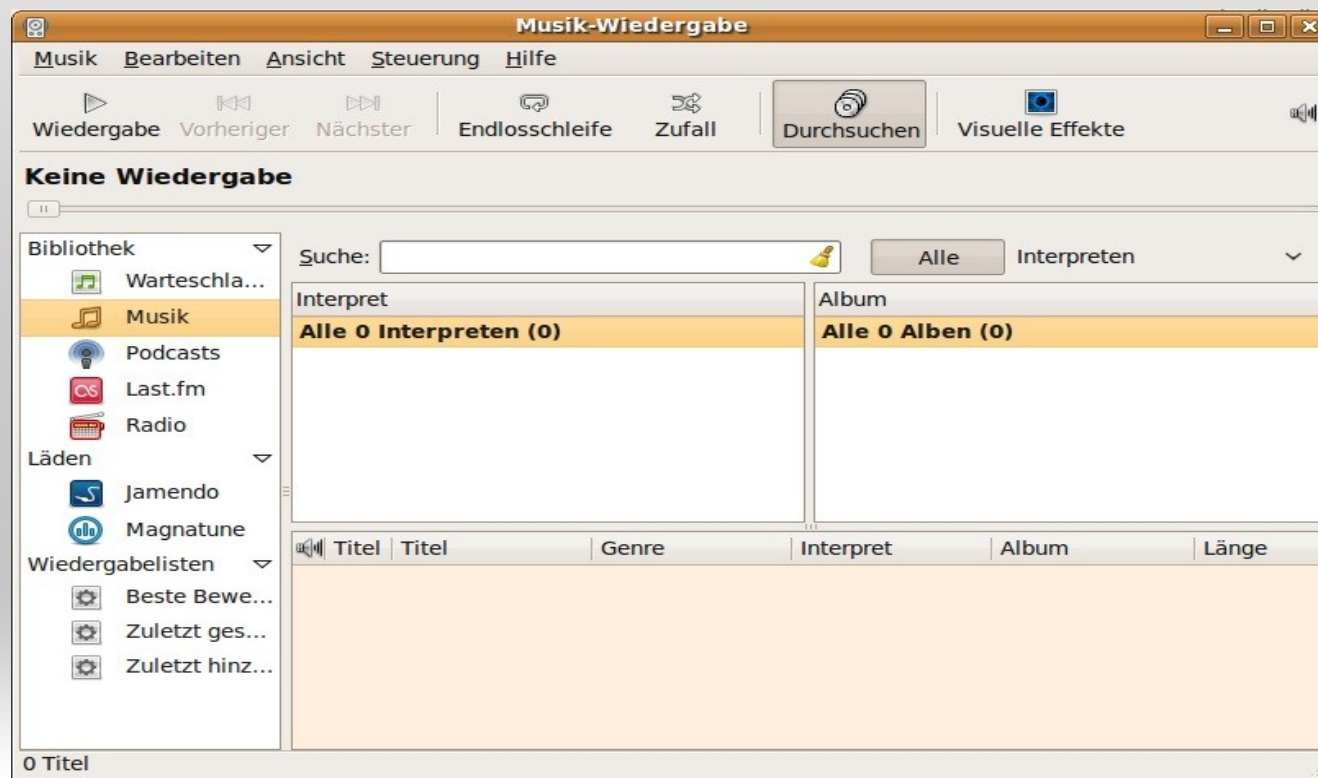 Musik-Wiedergabe
Musik Bearbeiten Ansicht Steuerung Hilfe
Wiedergabe Vorheriger Nächster Endlosschleife Zufall Durchsuchen Visuelle Effekte
Keine Wiedergabe
Bibliothek
Warteschla...
Musik
Podcasts
Last.fm
Radio
Läden
Jamendo
Magnatune
Wiedergabelisten
Beste Bewe...
Zuletzt ges...
Zuletzt hinz...
Suche: Alle Interpreten
Interpret Album
Alle 0 Interpreten (0) Alle 0 Alben (0)
Titel Titel Genre Interpret Album Länge
0 Titel